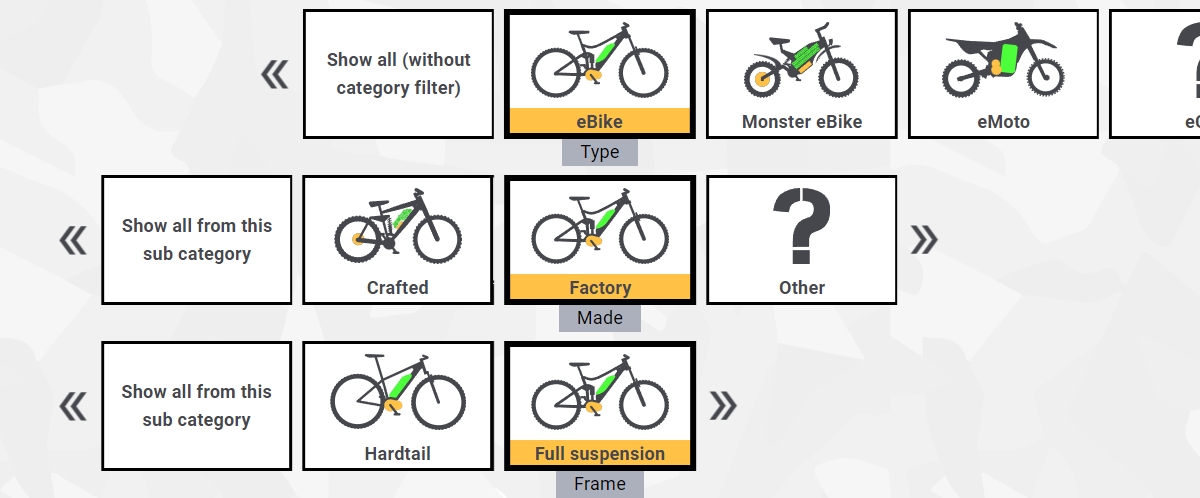 Show all (without
category filter)
eBike
Monster eBike
eMoto
Type
Show all from this
sub category
Crafted
Factory
Other
Made
Show all from this
sub category
Hardtail
Full suspension
Frame